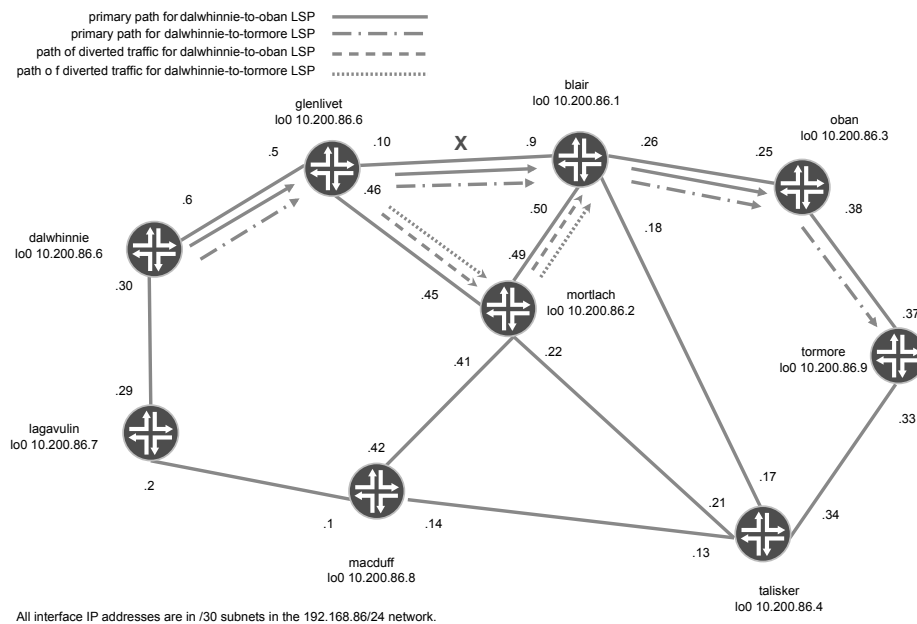 primary path for dalwhinnie-to-oban LSP
primary path for dalwhinnie-to-tormore LSP
path of diverted traffic for dalwhinnie-to-oban LSP
path o f diverted traffic for dalwhinnie-to-tormore LSP
glenlivet
lo0 10.200.86.6
blair
lo0 10.200.86.1
oban
lo0 10.200.86.3
.5
.10
X
.9
.26
.25
.6
.46
.50
.18
.38
dalwhinnie
lo0 10.200.86.6
.30
.45
.49
mortlach
lo0 10.200.86.2
.37
tormore
lo0 10.200.86.9
.41
.22
.29
.33
lagavulin
lo0 10.200.86.7
.42
.17
.2
.21
.34
.1
.14
.13
macduff
lo0 10.200.86.8
talisker
lo0 10.200.86.4
All interface IP addresses are in /30 subnets in the 192.168.86/24 network.